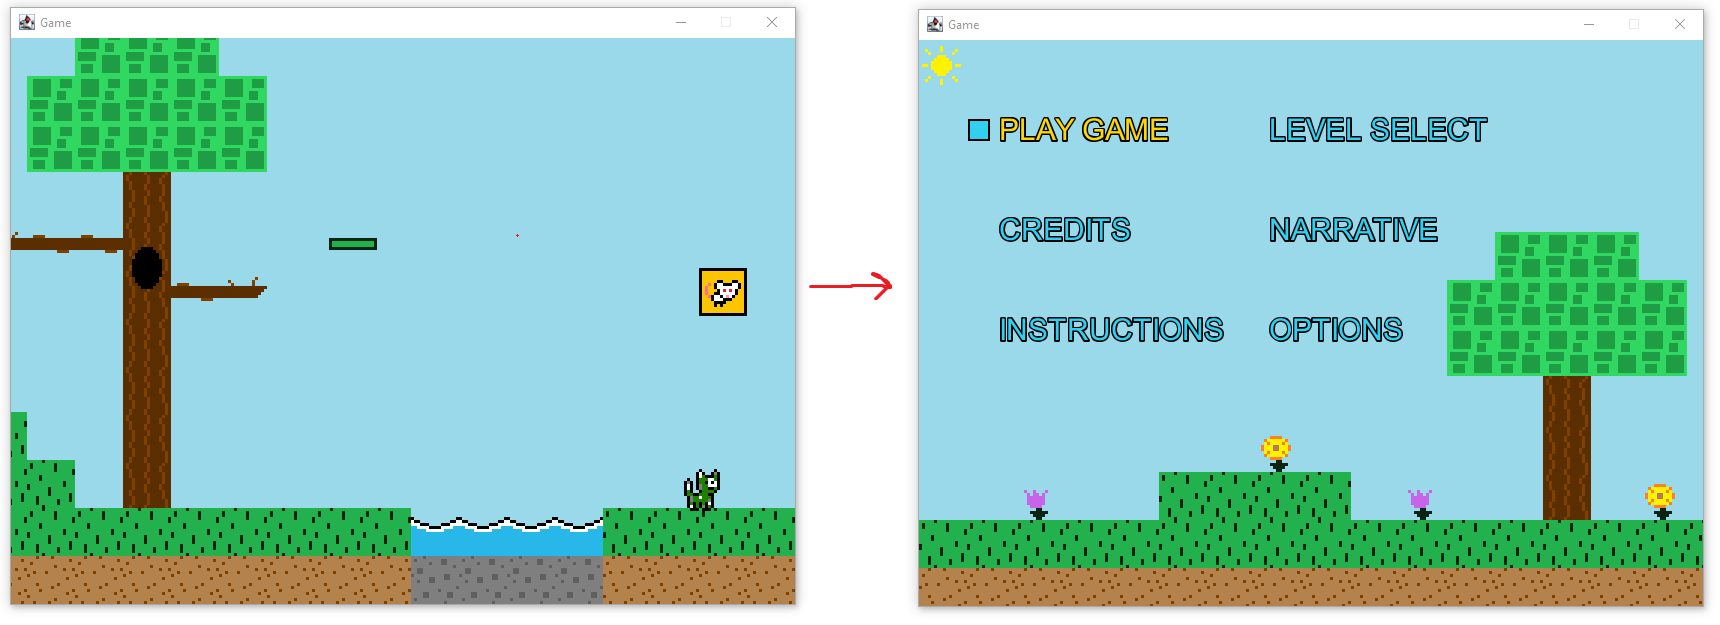 Game
Game
PLAY GAME
LEVEL SELECT
CREDITS
NARRATIVE
INSTRUCTIONS
OPTIONS